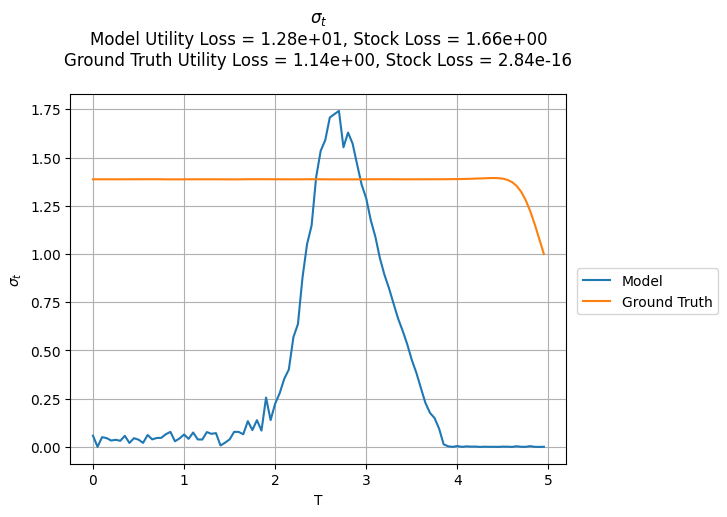 σt
Model Utility Loss = 1.28e+01, Stock Loss = 1.66e+00
Ground Truth Utility Loss = 1.14e+00, Stock Loss = 2.84e-16
1.75
1.50
1.25
1.00
0.75
0.50
0.25
0.00
σt
0 1 2 3 4 5
T
Model
Ground Truth